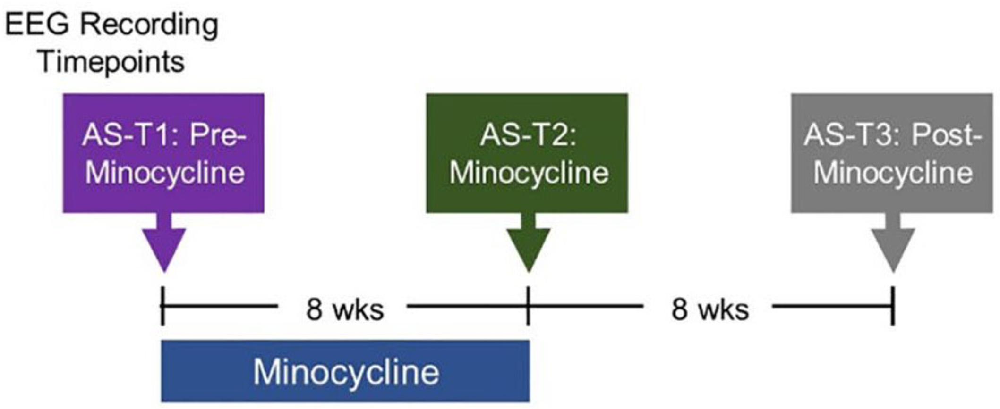 EEG Recording
Timepoints
AS-T1: Pre-
Minocycline
AS-T2:
Minocycline
AS-T3: Post-
Minocycline
8 wks
8 wks
Minocycline